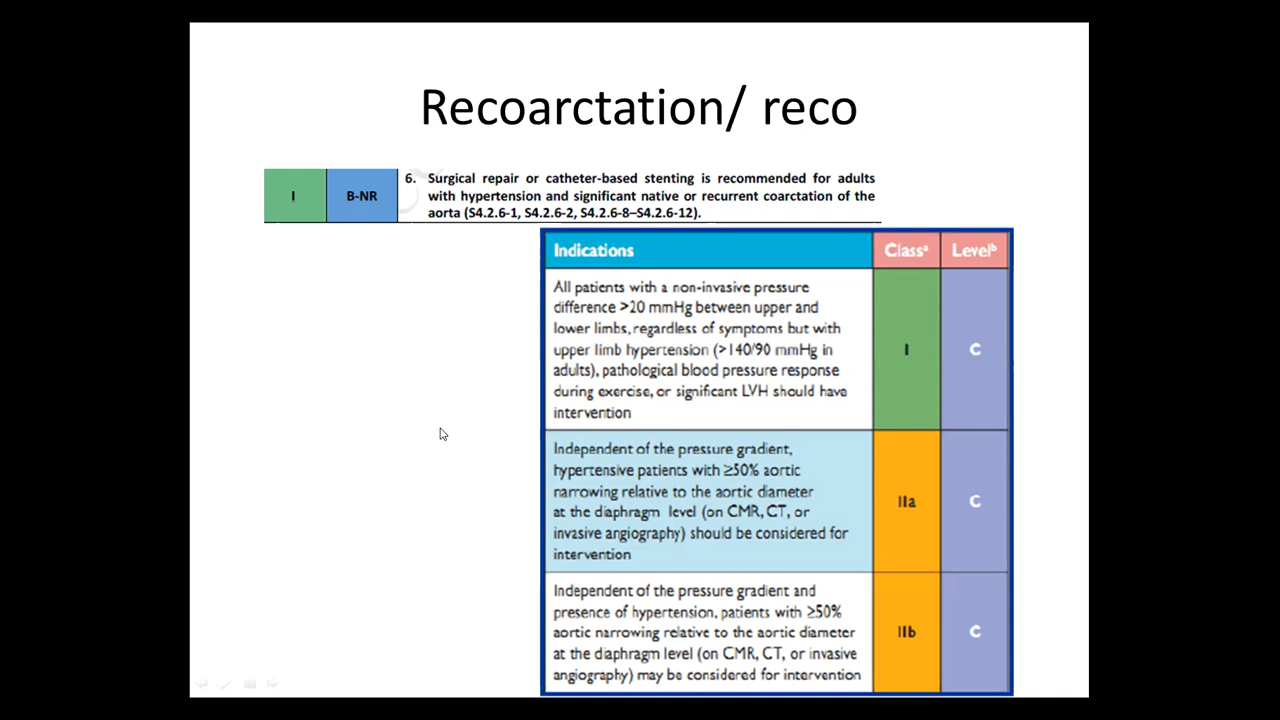 Recoarctation/ reco
I B-NR 6. Surgical repair or catheter-based stenting is recommended for adults
with hypertension and significant native or recurrent coarctation of the
aorta (S4.2.6-1, S4.2.6-2, S4.2.6-8–S4.2.6-12).
Indications Classᵃ Levelᵇ
All patients with a non-invasive pressure
difference >20 mmHg between upper and
lower limbs, regardless of symptoms but with
upper limb hypertension (>140/90 mmHg in
adults), pathological blood pressure response
during exercise, or significant LVH should have
intervention
I C
Independent of the pressure gradient,
hypertensive patients with ≥50% aortic
narrowing relative to the aortic diameter
at the diaphragm level (on CMR, CT, or
invasive angiography) should be considered for
intervention
IIa C
Independent of the pressure gradient and
presence of hypertension, patients with ≥50%
aortic narrowing relative to the aortic diameter
at the diaphragm level (on CMR, CT, or invasive
angiography) may be considered for intervention
IIb C